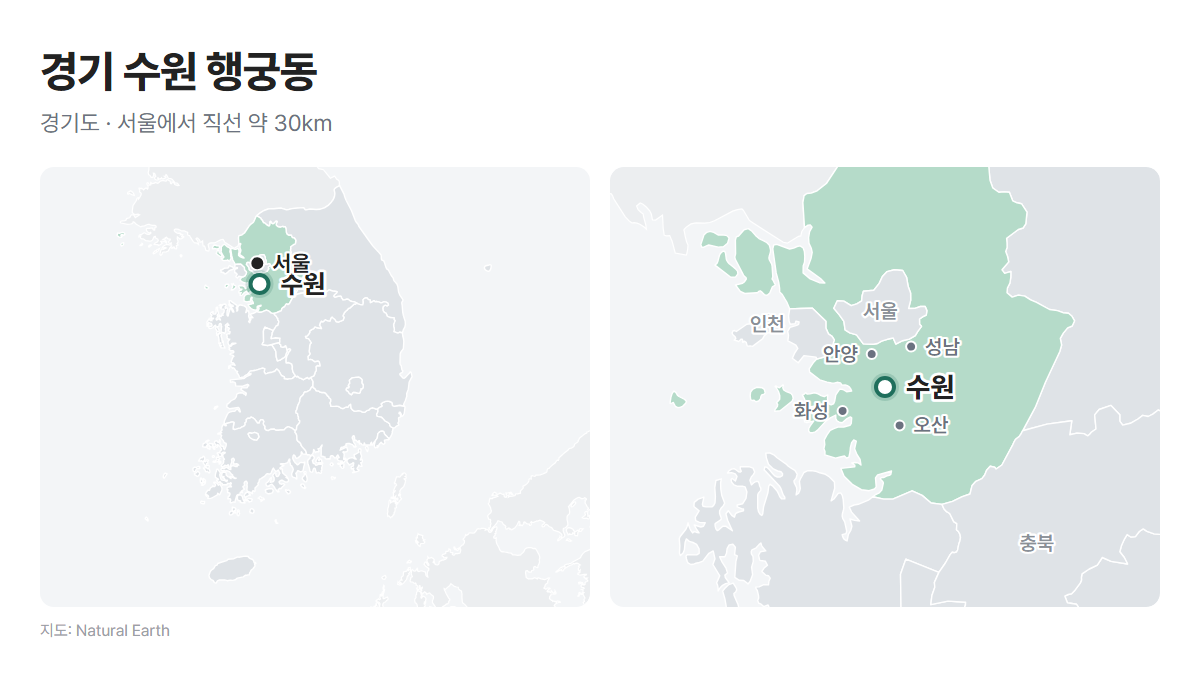 경기 수원 행궁동
경기도 · 서울에서 직선 약 30km
서울
수원
서울
인천
안양
성남
수원
화성
오산
충북
지도: Natural Earth